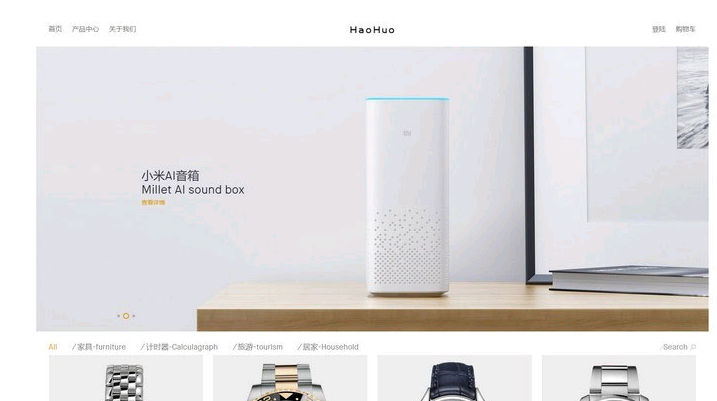 首页 产品中心 关于我们 HaoHuo 登陆 购物车
mi
小米AI音箱
Millet AI sound box
查看详情
All /家具-furniture /计时器-Calculagraph /旅游-tourism /居家-Household Search